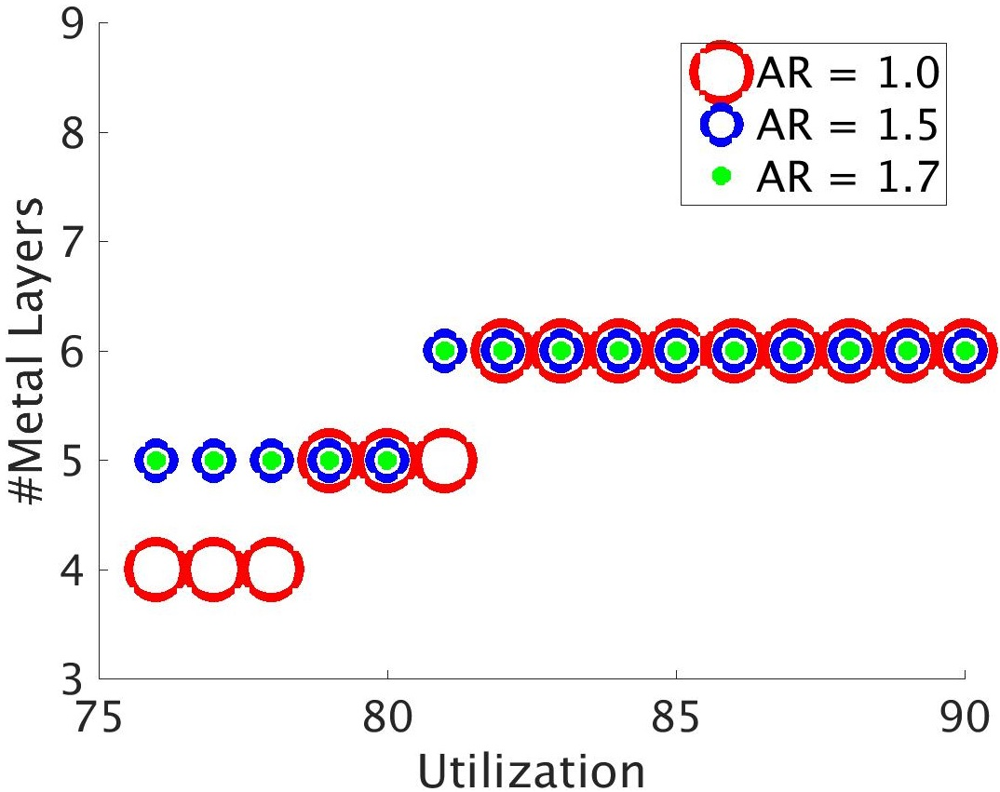 9
8
7
6
5
4
3
#Metal Layers
75 80 85 90
Utilization
AR = 1.0
AR = 1.5
AR = 1.7